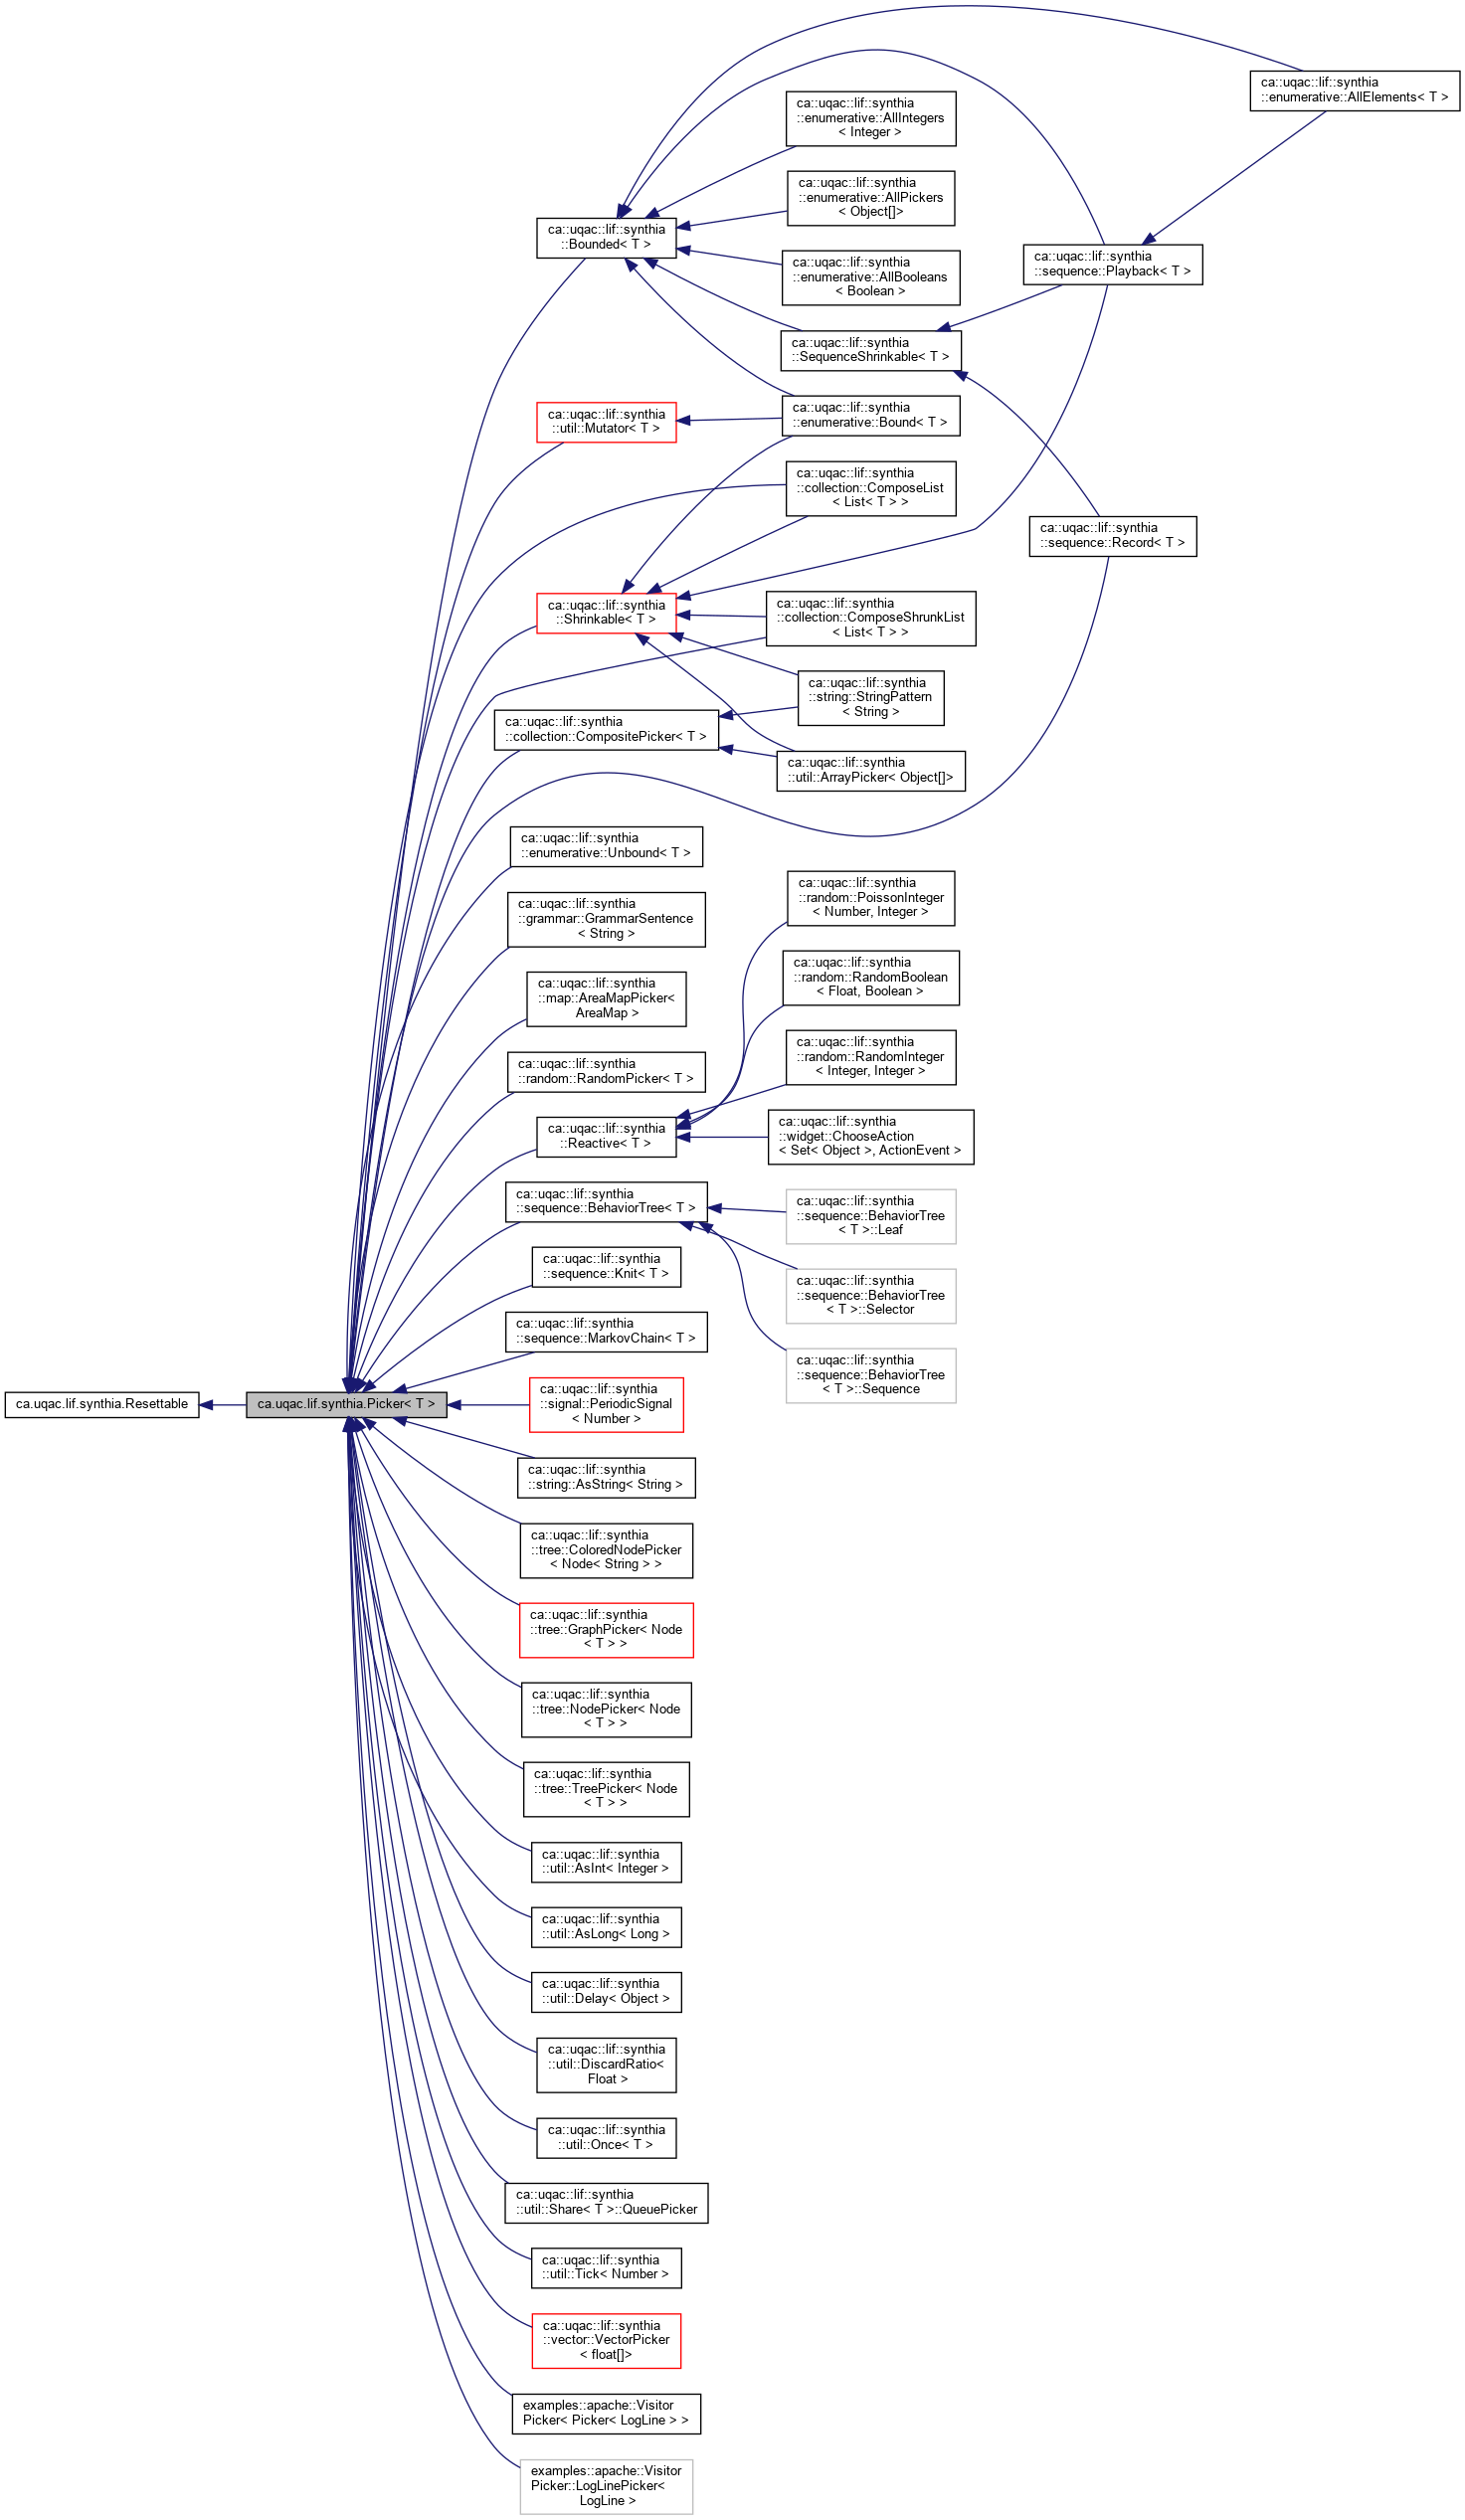 ca::uqac::lif::synthia
::enumerative::AllElements< T >
ca::uqac::lif::synthia
::enumerative::AllIntegers
< Integer >
ca::uqac::lif::synthia
::enumerative::AllPickers
< Object[]>
ca::uqac::lif::synthia
::Bounded< T >
ca::uqac::lif::synthia
::sequence::Playback< T >
ca::uqac::lif::synthia
::enumerative::AllBooleans
< Boolean >
ca::uqac::lif::synthia
::SequenceShrinkable< T >
ca::uqac::lif::synthia
::util::Mutator< T >
ca::uqac::lif::synthia
::enumerative::Bound< T >
ca::uqac::lif::synthia
::collection::ComposeList
< List< T > >
ca::uqac::lif::synthia
::sequence::Record< T >
ca::uqac::lif::synthia
::Shrinkable< T >
ca::uqac::lif::synthia
::collection::ComposeShrunkList
< List< T > >
ca::uqac::lif::synthia
::string::StringPattern
< String >
ca::uqac::lif::synthia
::collection::CompositePicker< T >
ca::uqac::lif::synthia
::util::ArrayPicker< Object[]>
ca::uqac::lif::synthia
::enumerative::Unbound< T >
ca::uqac::lif::synthia
::random::PoissonInteger
< Number, Integer >
ca::uqac::lif::synthia
::grammar::GrammarSentence
< String >
ca::uqac::lif::synthia
::random::RandomBoolean
< Float, Boolean >
ca::uqac::lif::synthia
::map::AreaMapPicker<
AreaMap >
ca::uqac::lif::synthia
::random::RandomInteger
< Integer, Integer >
ca::uqac::lif::synthia
::random::RandomPicker< T >
ca::uqac::lif::synthia
::Reactive< T >
ca::uqac::lif::synthia
::widget::ChooseAction
< Set< Object >, ActionEvent >
ca::uqac::lif::synthia
::sequence::BehaviorTree< T >
ca::uqac::lif::synthia
::sequence::BehaviorTree
< T >::Leaf
ca::uqac::lif::synthia
::sequence::Knit< T >
ca::uqac::lif::synthia
::sequence::BehaviorTree
< T >::Selector
ca::uqac::lif::synthia
::sequence::MarkovChain< T >
ca::uqac::lif::synthia
::sequence::BehaviorTree
< T >::Sequence
ca.uqac.lif.synthia.Resettable
ca.uqac.lif.synthia.Picker< T >
ca::uqac::lif::synthia
::signal::PeriodicSignal
< Number >
ca::uqac::lif::synthia
::string::AsString< String >
ca::uqac::lif::synthia
::tree::ColoredNodePicker
< Node< String > >
ca::uqac::lif::synthia
::tree::GraphPicker< Node
< T > >
ca::uqac::lif::synthia
::tree::NodePicker< Node
< T > >
ca::uqac::lif::synthia
::tree::TreePicker< Node
< T > >
ca::uqac::lif::synthia
::util::AsInt< Integer >
ca::uqac::lif::synthia
::util::AsLong< Long >
ca::uqac::lif::synthia
::util::Delay< Object >
ca::uqac::lif::synthia
::util::DiscardRatio<
Float >
ca::uqac::lif::synthia
::util::Once< T >
ca::uqac::lif::synthia
::util::Share< T >::QueuePicker
ca::uqac::lif::synthia
::util::Tick< Number >
ca::uqac::lif::synthia
::vector::VectorPicker
< float[]>
examples::apache::Visitor
Picker< Picker< LogLine > >
examples::apache::Visitor
Picker::LogLinePicker<
LogLine >